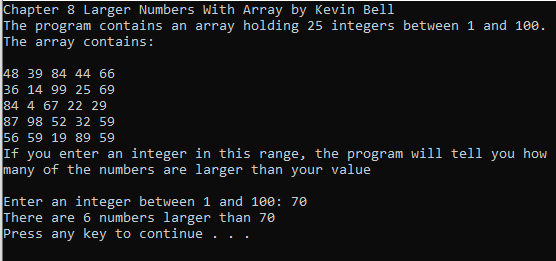 Chapter 8 Larger Numbers With Array by Kevin Bell
The program contains an array holding 25 integers between 1 and 100.
The array contains:
48 39 84 44 66
36 14 99 25 69
84 4 67 22 29
87 98 52 32 59
56 59 19 89 59
If you enter an integer in this range, the program will tell you how
many of the numbers are larger than your value
Enter an integer between 1 and 100: 70
There are 6 numbers larger than 70
Press any key to continue . . .